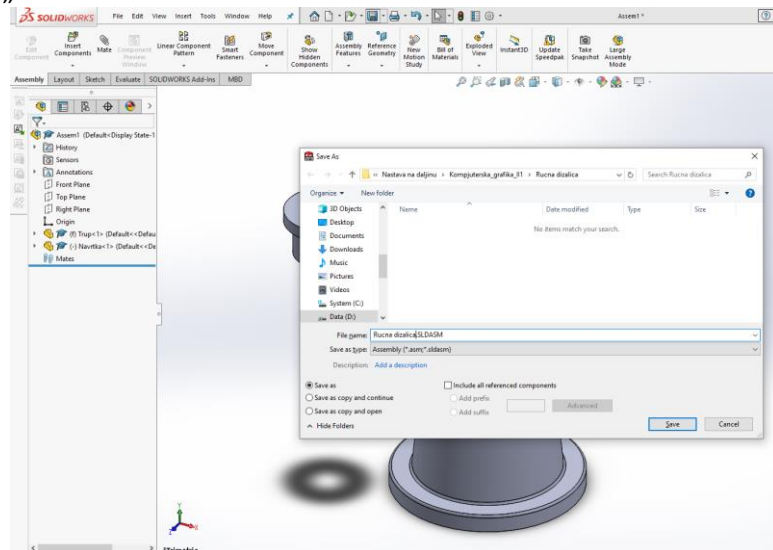 ”
SOLIDWORKS File Edit View Insert Tools Window Help Assem1 *
Edit Component
Insert Components
Mate
Component Preview Window
Linear Component Pattern
Smart Fasteners
Move Component
Show Hidden Components
Assembly Features
Reference Geometry
New Motion Study
Bill of Materials
Exploded View
Instant3D
Update Speedpak
Take Snapshot
Large Assembly Mode
Assembly Layout Sketch Evaluate SOLIDWORKS Add-Ins MBD
Assem1 (Default<Display State-1
History
Sensors
Annotations
Front Plane
Top Plane
Right Plane
Origin
(f) Trup<1> (Default<<Defau
(-) Navrtka<1> (Default<<De
Mates
Save As
« Nastava na daljinu › Kompjuterska_grafika_II1 › Rucna dizalica
Search Rucna dizalica
Organize New folder
3D Objects
Desktop
Documents
Downloads
Music
Pictures
Videos
System (C:)
Data (D:)
Name Date modified Type Size
No items match your search.
File name: Rucna dizalica.SLDASM
Save as type: Assembly (*.asm;*.sldasm)
Description: Add a description
Save as
Save as copy and continue
Save as copy and open
Include all referenced components
Add prefix
Add suffix
Advanced
Hide Folders
Save Cancel
Y
X
Z
*Trimetric